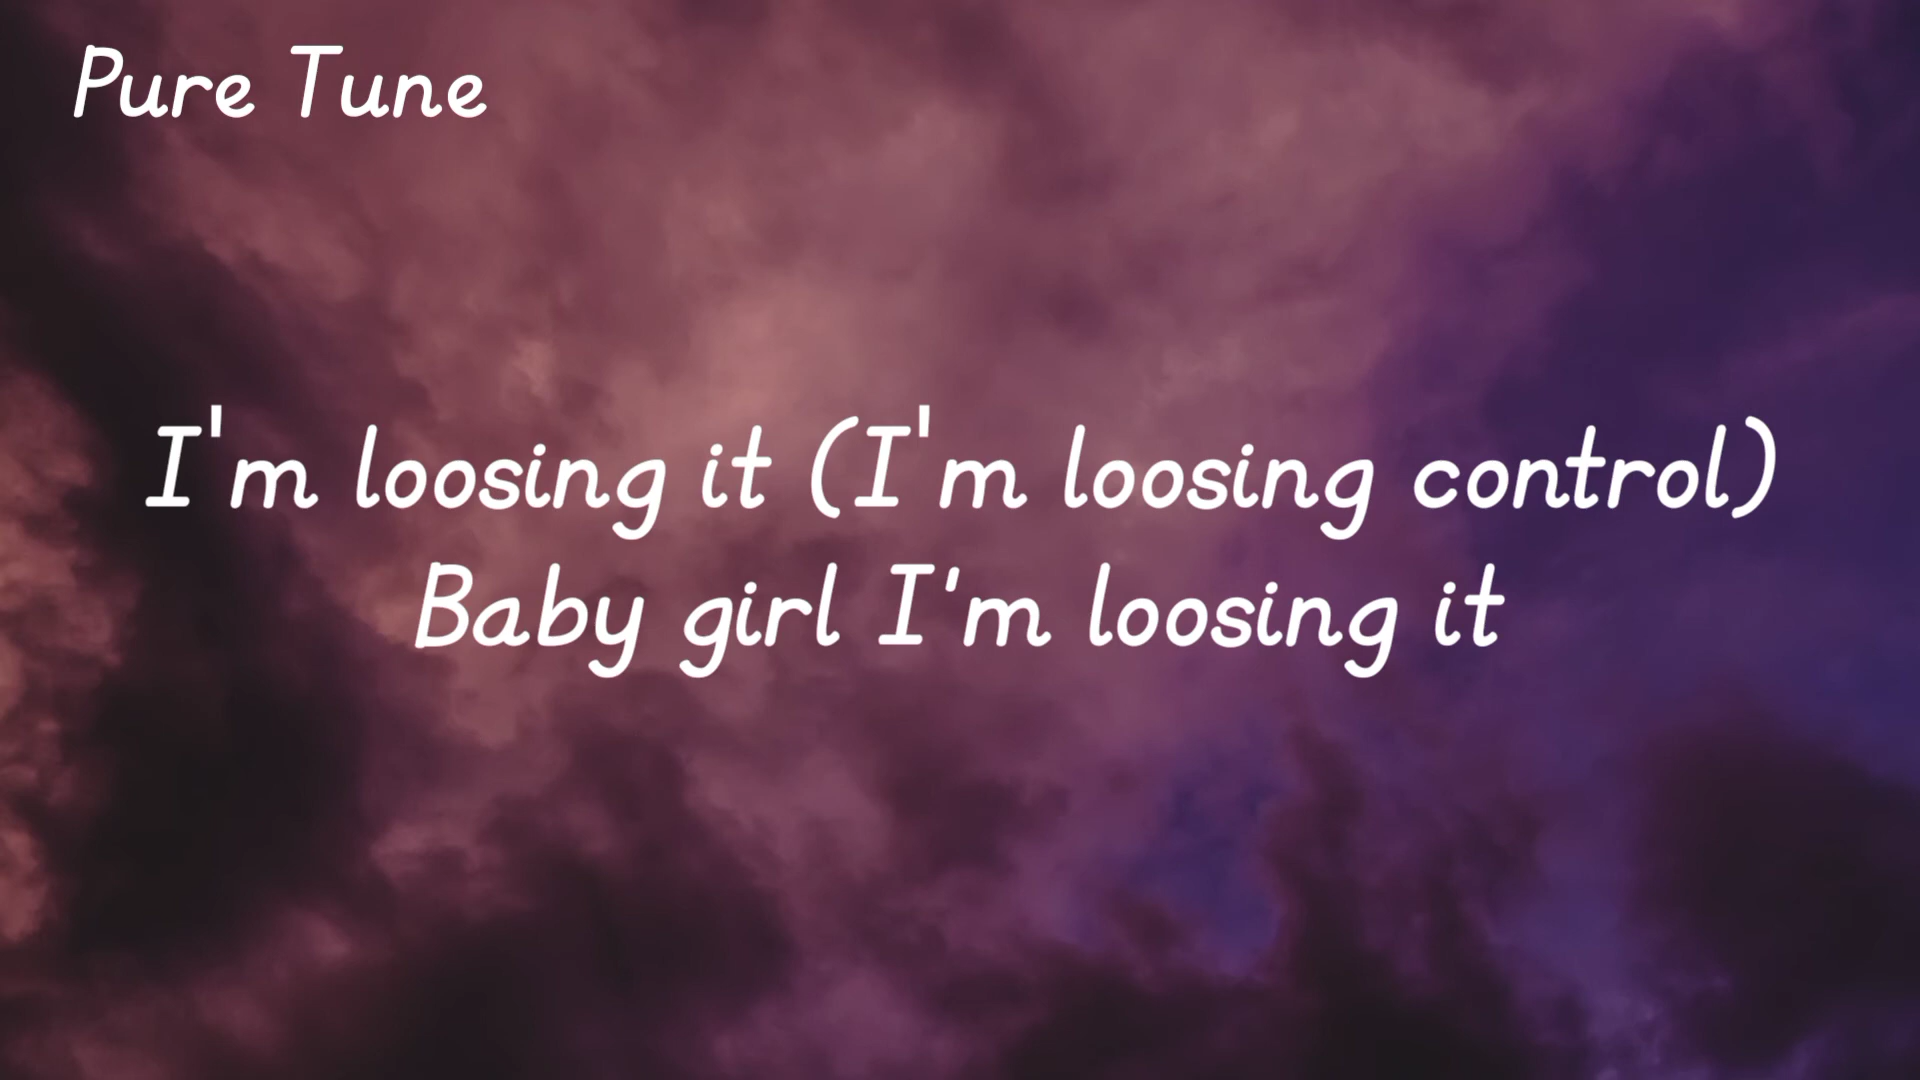 Pure Tune
I'm loosing it (I'm loosing control)
Baby girl I'm loosing it